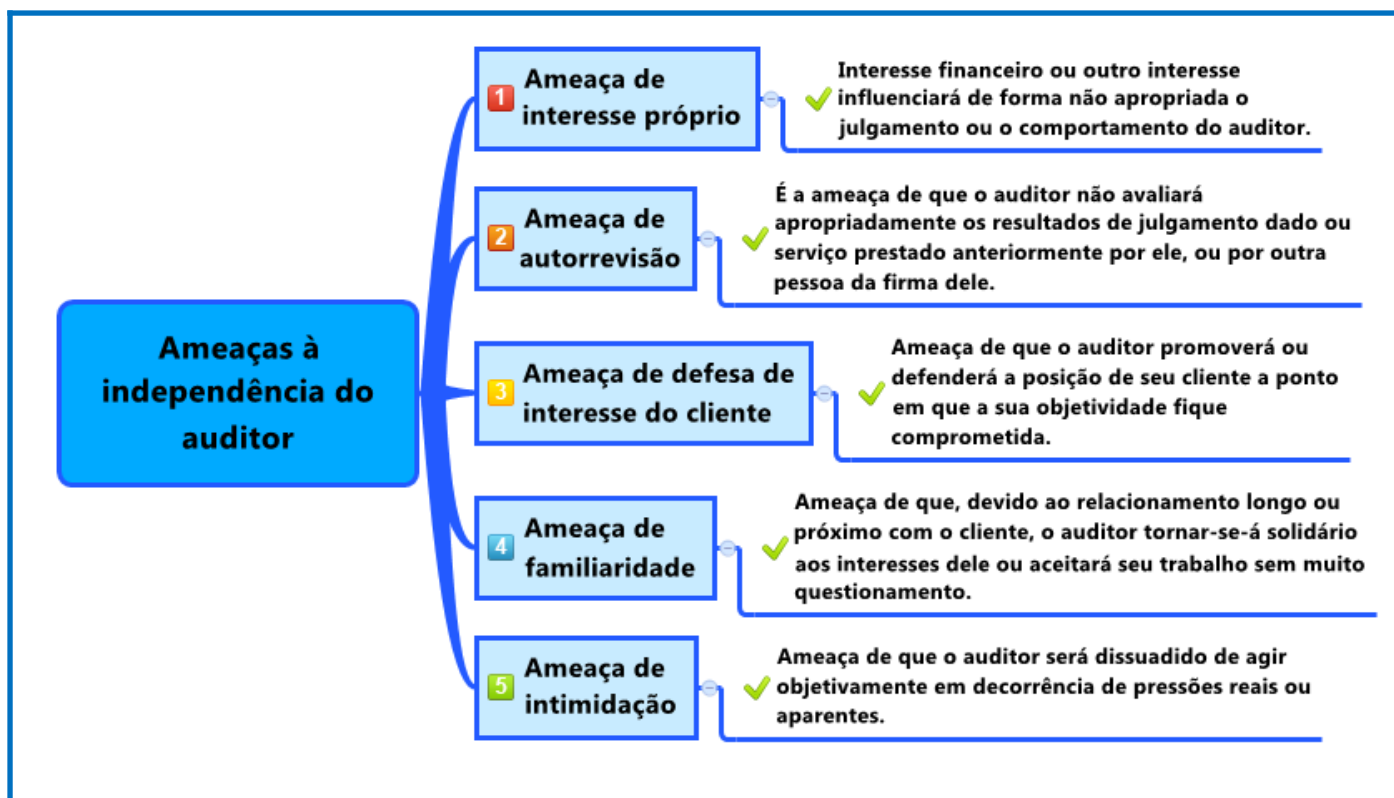 Ameaças à
independência do
auditor
1
Ameaça de
interesse próprio
Interesse financeiro ou outro interesse
influenciará de forma não apropriada o
julgamento ou o comportamento do auditor.
2
Ameaça de
autorrevisão
É a ameaça de que o auditor não avaliará
apropriadamente os resultados de julgamento dado ou
serviço prestado anteriormente por ele, ou por outra
pessoa da firma dele.
3
Ameaça de defesa de
interesse do cliente
Ameaça de que o auditor promoverá ou
defenderá a posição de seu cliente a ponto
em que a sua objetividade fique
comprometida.
4
Ameaça de
familiaridade
Ameaça de que, devido ao relacionamento longo ou
próximo com o cliente, o auditor tornar-se-á solidário
aos interesses dele ou aceitará seu trabalho sem muito
questionamento.
5
Ameaça de
intimidação
Ameaça de que o auditor será dissuadido de agir
objetivamente em decorrência de pressões reais ou
aparentes.